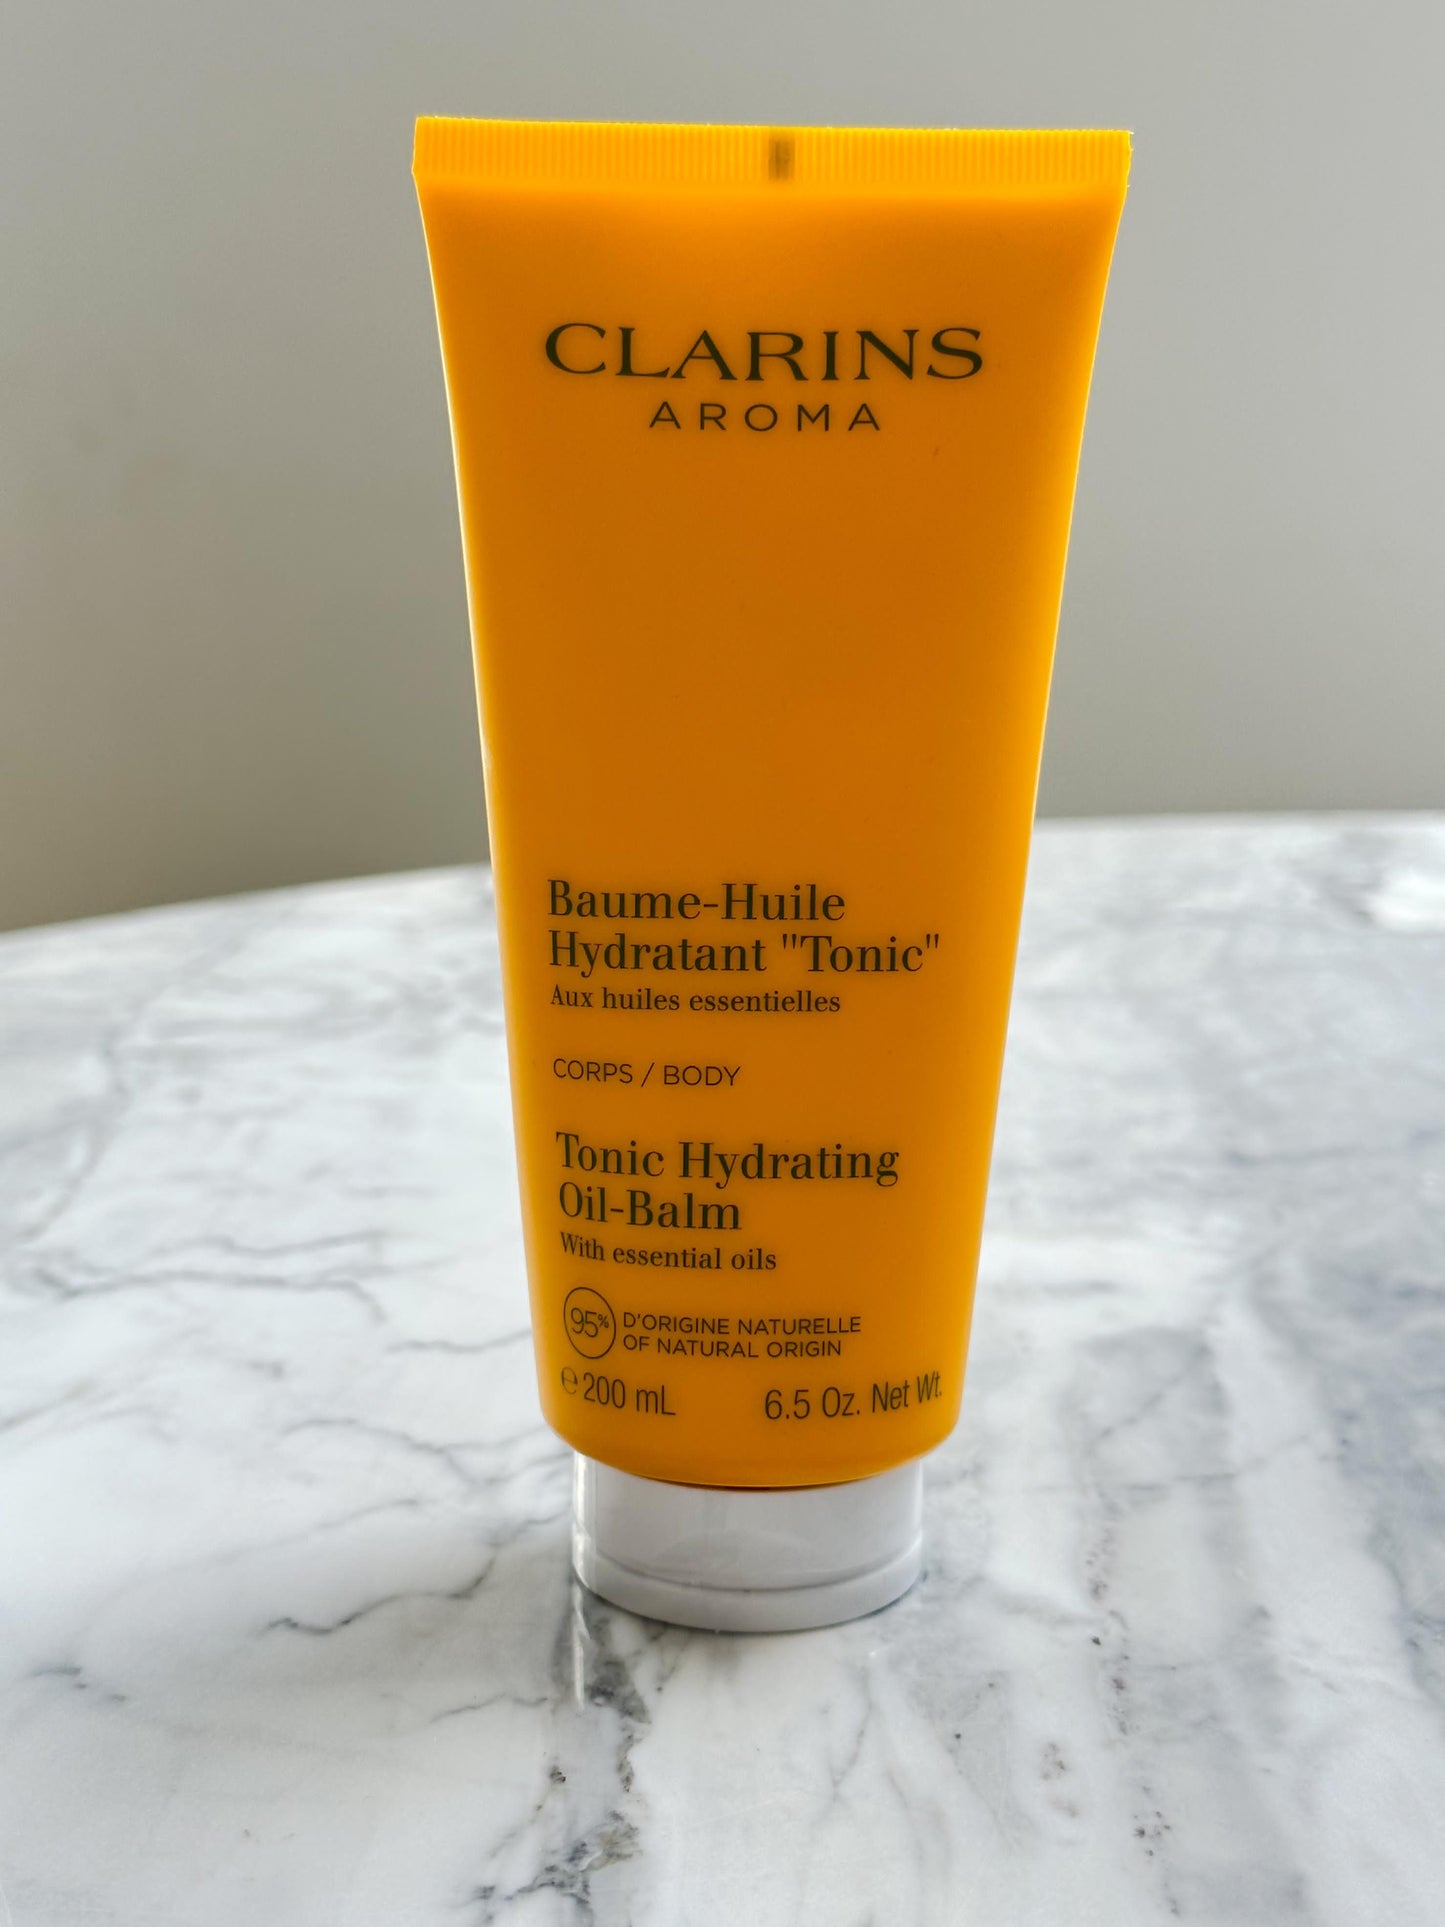 CLARINS
AROMA
Baume-Huile
Hydratant "Tonic"
Aux huiles essentielles
CORPS / BODY
Tonic Hydrating
Oil-Balm
With essential oils
95% D'ORIGINE NATURELLE
OF NATURAL ORIGIN
℮ 200 mL 6.5 Oz. Net Wt.